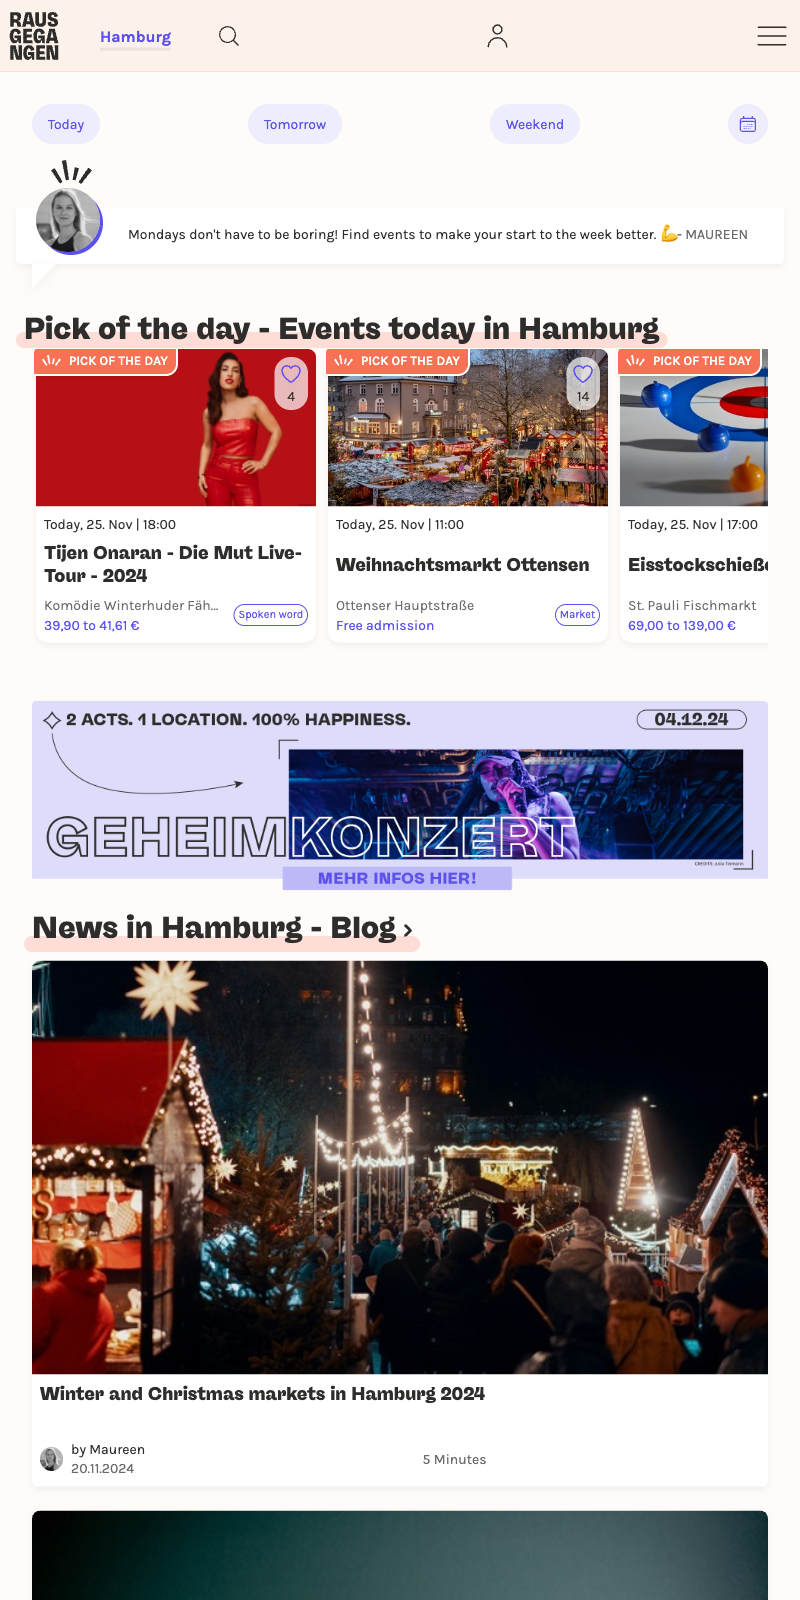 RAUS
GEGA
NGEN
Hamburg
Today
Tomorrow
Weekend
Mondays don't have to be boring! Find events to make your start to the week better. 💪- MAUREEN
Pick of the day - Events today in Hamburg
PICK OF THE DAY
4
Today, 25. Nov | 18:00
Tijen Onaran - Die Mut Live-
Tour - 2024
Komödie Winterhuder Fäh...
39,90 to 41,61 €
Spoken word
PICK OF THE DAY
14
Today, 25. Nov | 11:00
Weihnachtsmarkt Ottensen
Ottenser Hauptstraße
Free admission
Market
PICK OF THE DAY
Today, 25. Nov | 17:00
Eisstockschieße
St. Pauli Fischmarkt
69,00 to 139,00 €
2 ACTS. 1 LOCATION. 100% HAPPINESS.
04.12.24
GEHEIMKONZERT
MEHR INFOS HIER!
News in Hamburg - Blog ›
Winter and Christmas markets in Hamburg 2024
by Maureen
20.11.2024
5 Minutes